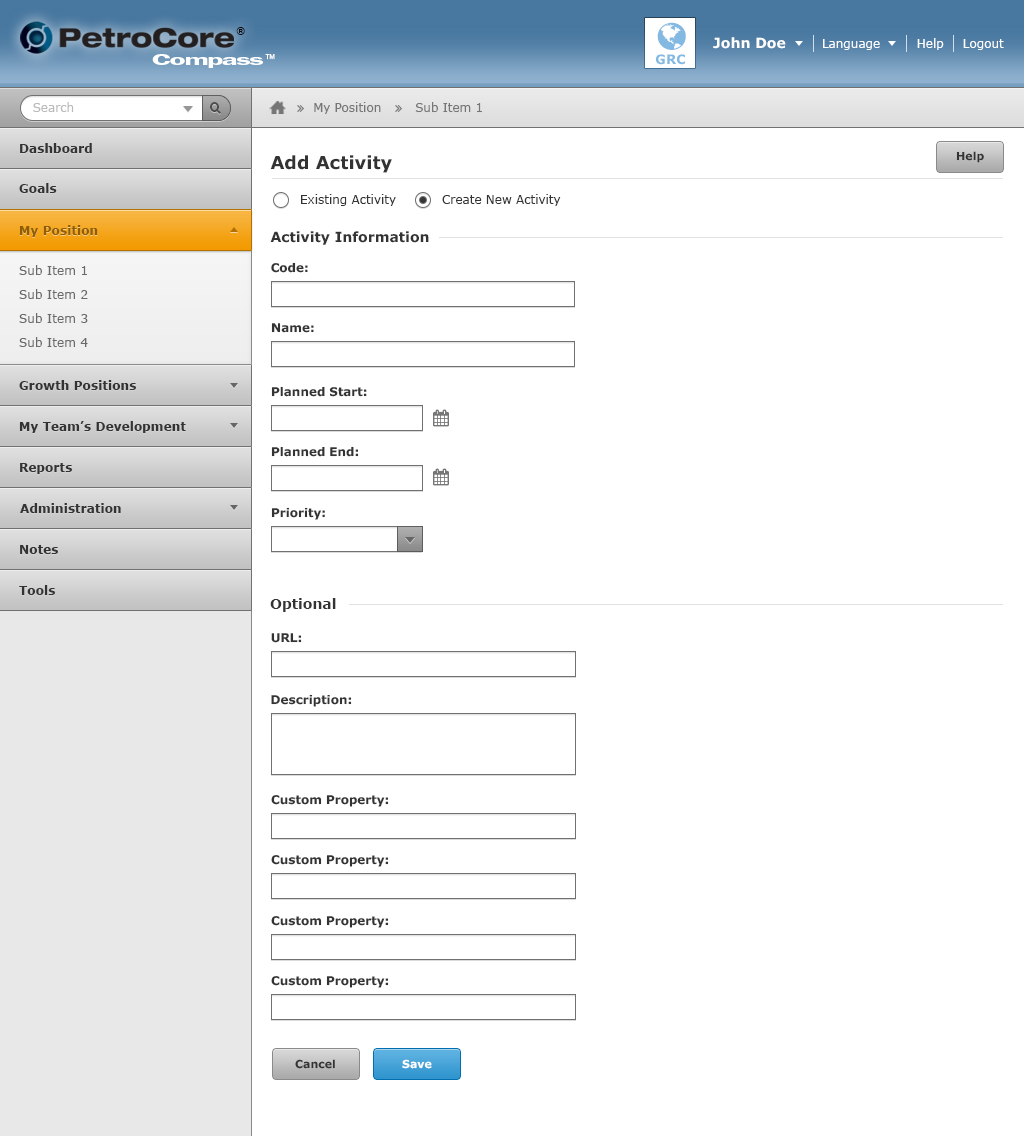 PetroCore®
Compass™
GRC
John Doe
Language
Help
Logout
Search
» My Position » Sub Item 1
Dashboard
Goals
My Position
Sub Item 1
Sub Item 2
Sub Item 3
Sub Item 4
Growth Positions
My Team’s Development
Reports
Administration
Notes
Tools
Add Activity
Help
Existing Activity
Create New Activity
Activity Information
Code:
Name:
Planned Start:
Planned End:
Priority:
Optional
URL:
Description:
Custom Property:
Custom Property:
Custom Property:
Custom Property:
Cancel
Save